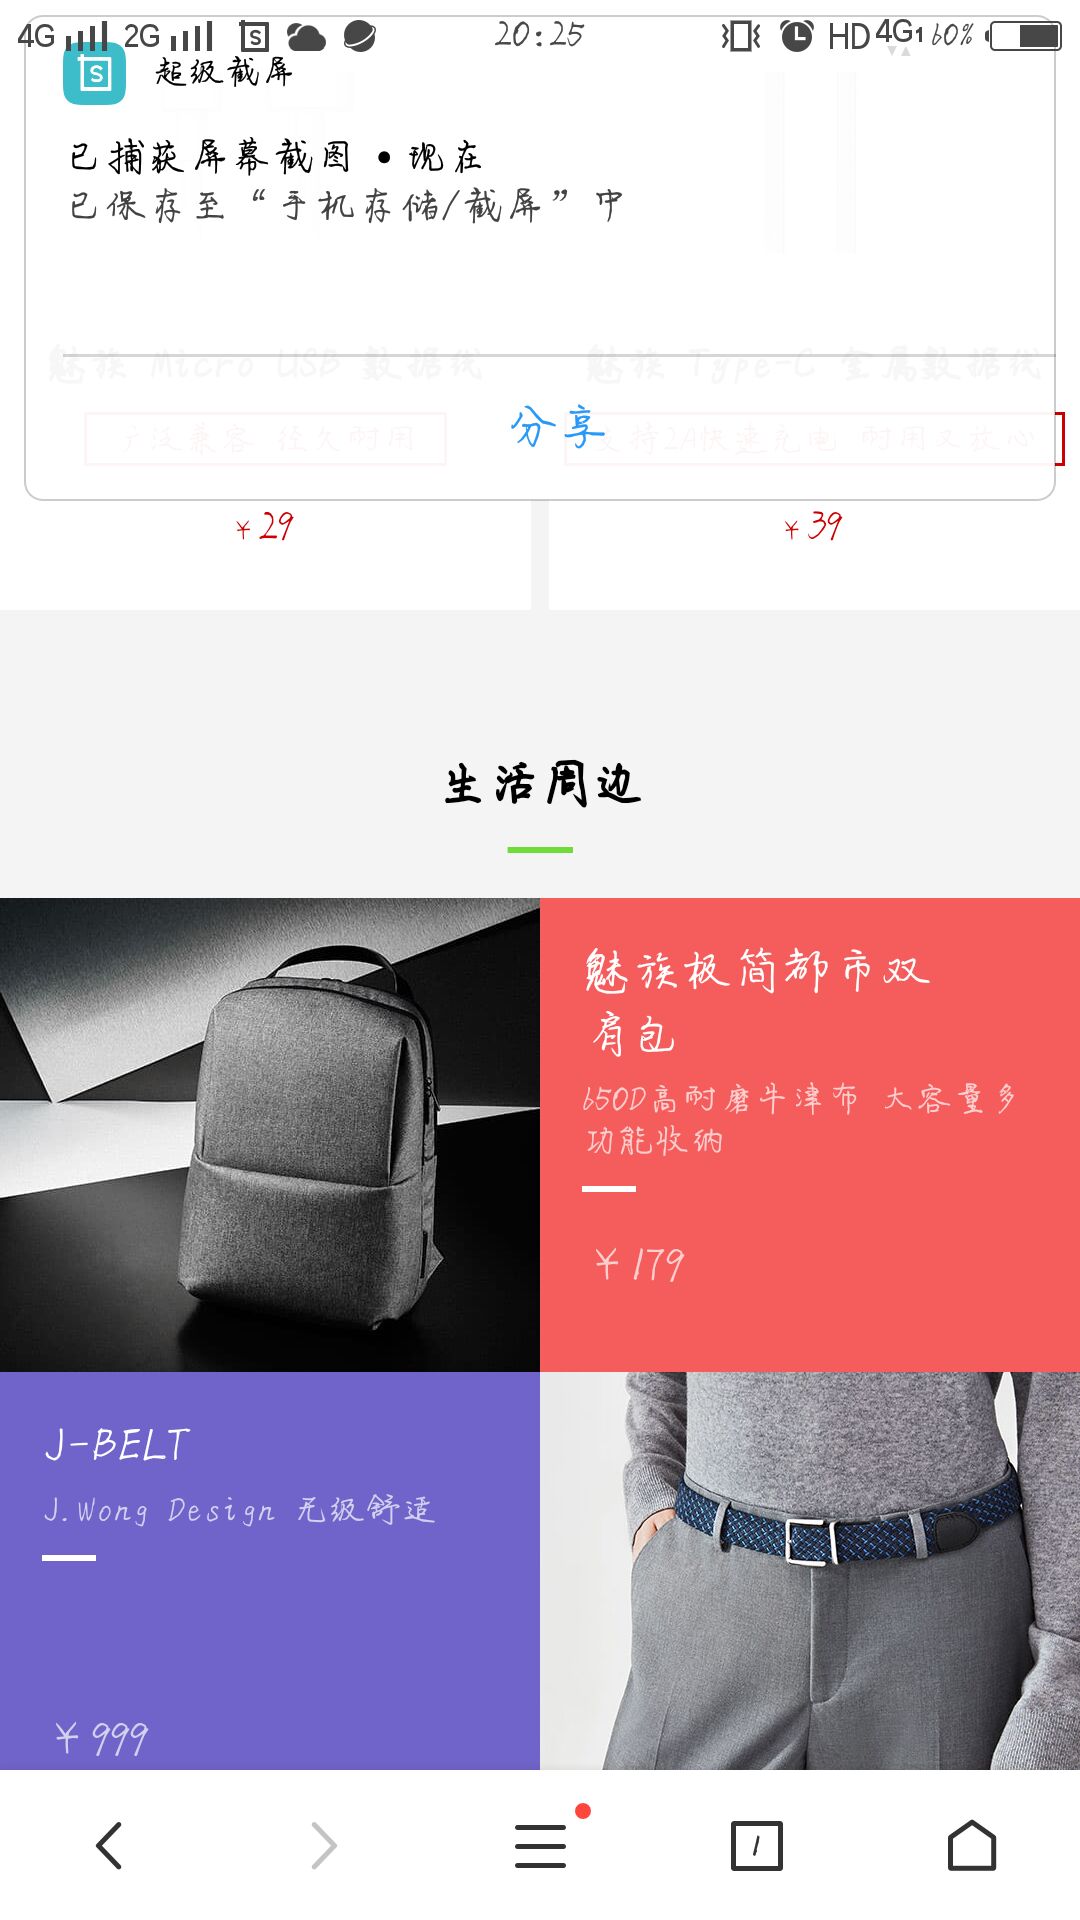 4G 2G 20:25 HD 4G 1 60%
超级截屏
已捕获屏幕截图 • 现在
已保存至“手机存储/截屏”中
魅族 Micro USB 数据线 魅族 Type-C 金属数据线
广泛兼容 经久耐用 支持2A快速充电 耐用又放心
分享
¥29 ¥39
生活周边
魅族极简都市双
肩包
650D高耐磨牛津布 大容量多
功能收纳
¥179
J-BELT
J.Wong Design 无级舒适
¥999
1